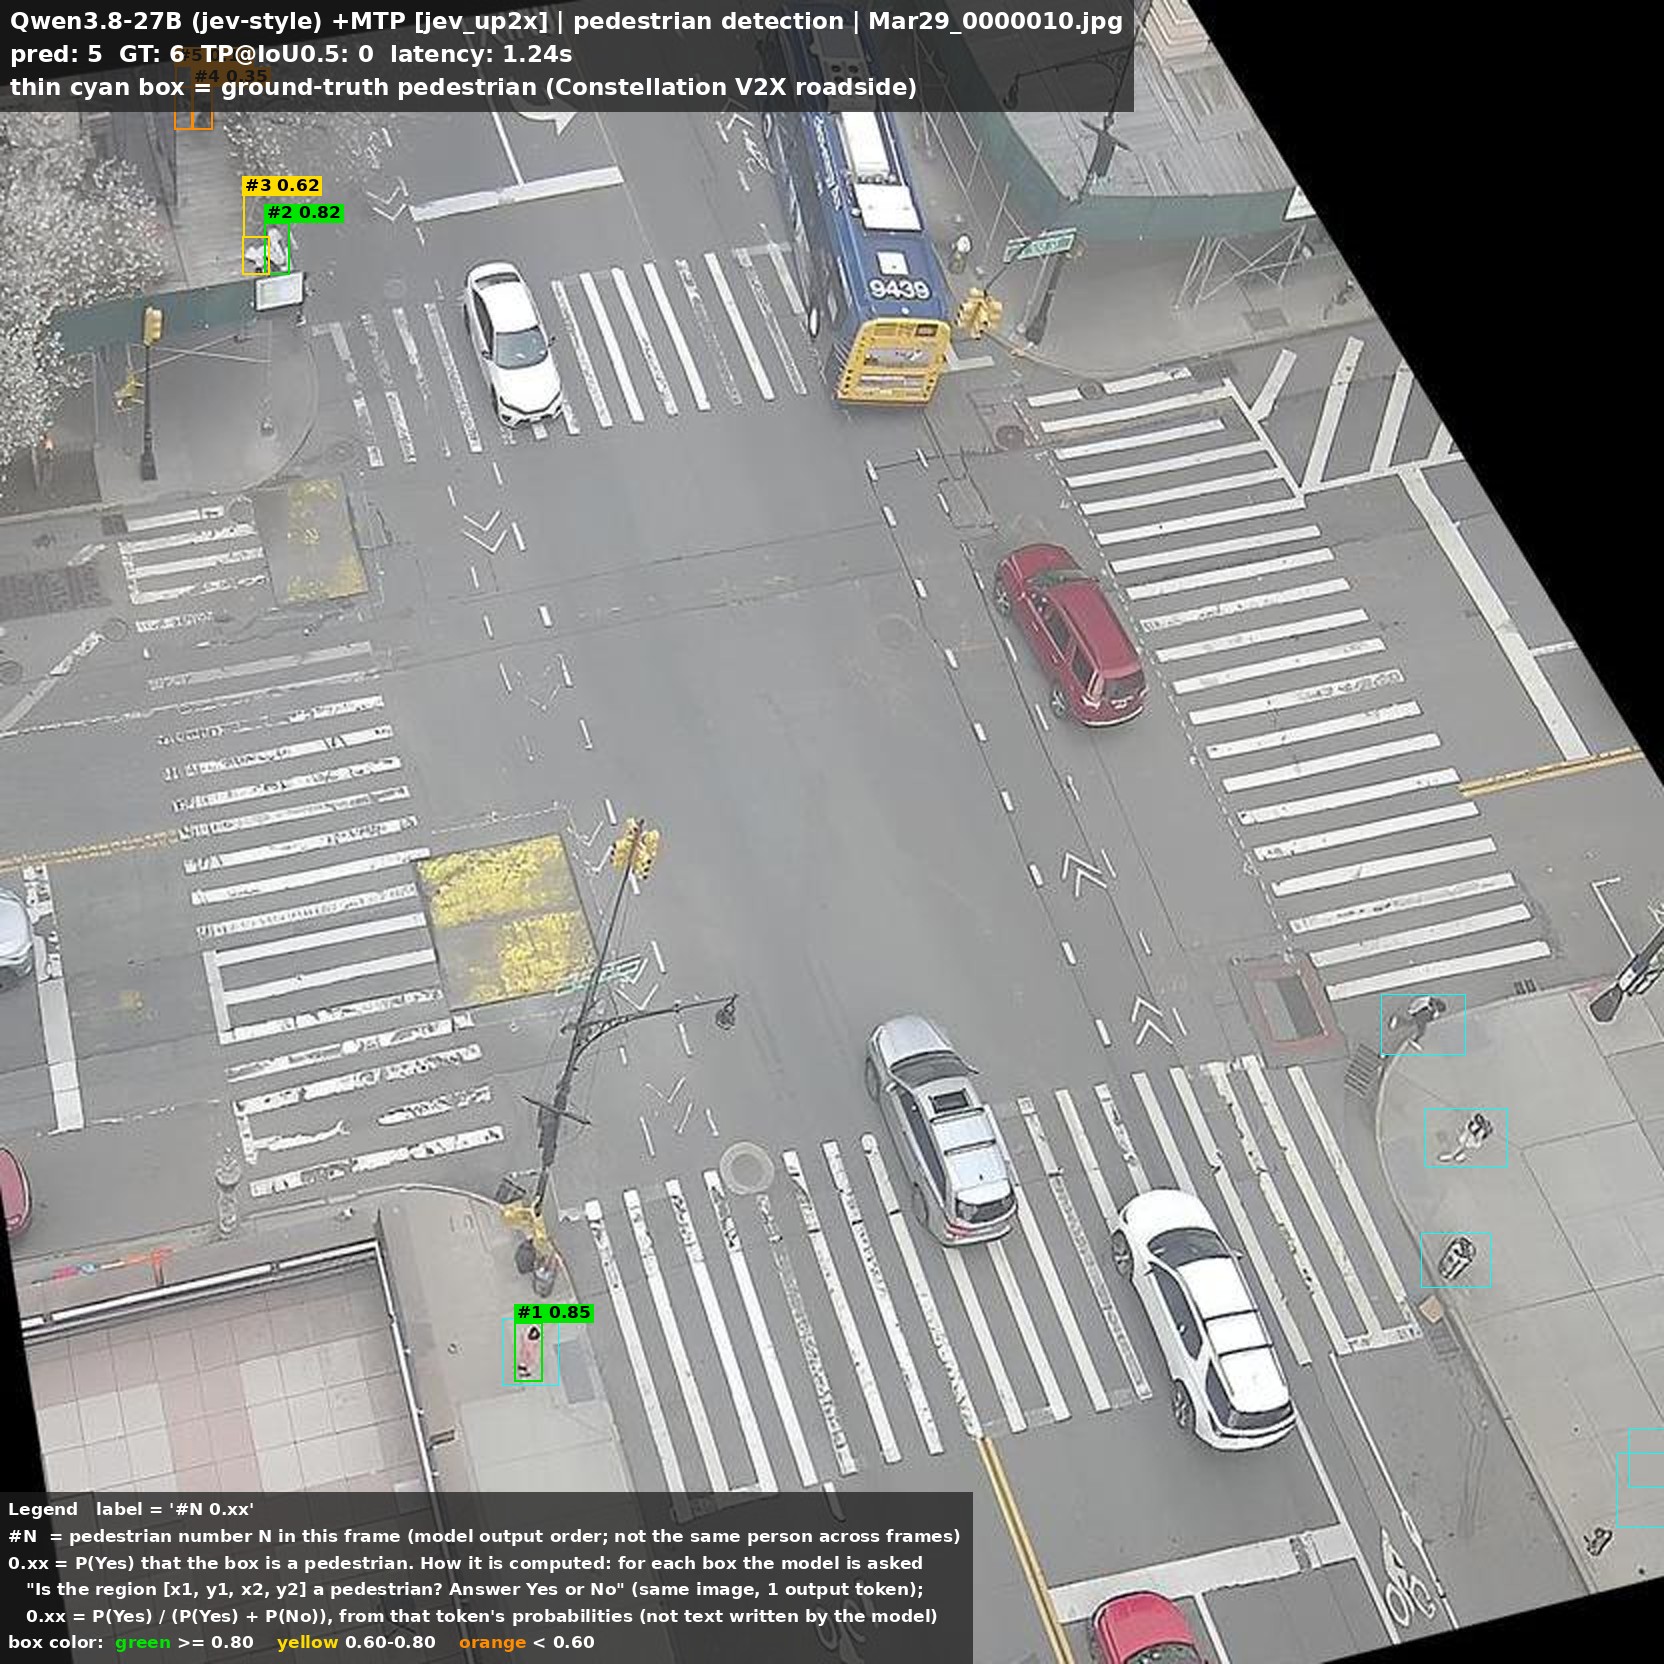 Qwen3.8-27B (jev-style) +MTP [jev_up2x] | pedestrian detection | Mar29_0000010.jpg
pred: 5  GT: 6  TP@IoU0.5: 0  latency: 1.24s
#4 0.35
thin cyan box = ground-truth pedestrian (Constellation V2X roadside)
#3 0.62
#2 0.82
9439
#1 0.85
Legend   label = '#N 0.xx'
#N  = pedestrian number N in this frame (model output order; not the same person across frames)
0.xx = P(Yes) that the box is a pedestrian. How it is computed: for each box the model is asked
"Is the region [x1, y1, x2, y2] a pedestrian? Answer Yes or No" (same image, 1 output token);
0.xx = P(Yes) / (P(Yes) + P(No)), from that token's probabilities (not text written by the model)
box color:  green >= 0.80    yellow 0.60-0.80    orange < 0.60